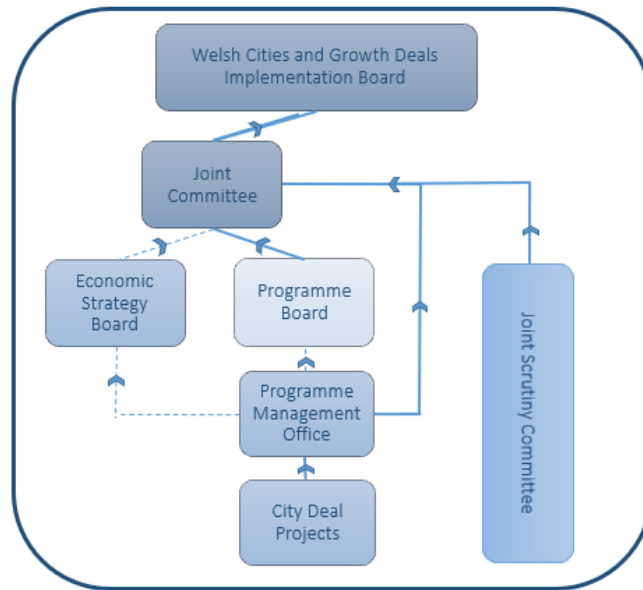 Welsh Cities and Growth Deals
Implementation Board
Joint
Committee
Economic
Strategy
Board
Programme
Board
Joint Scrutiny Committee
Programme
Management
Office
City Deal
Projects